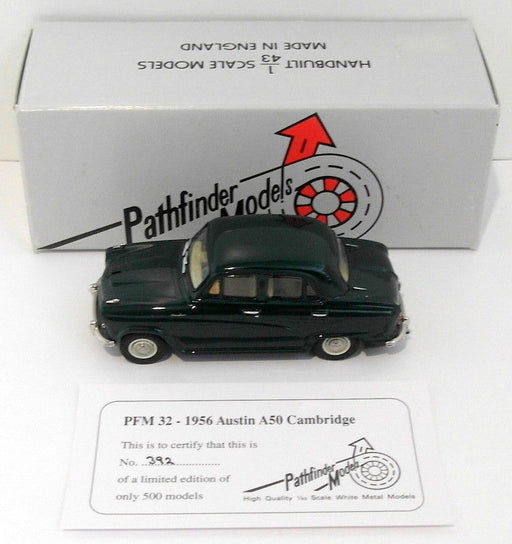 HANDBUILT 1/43 SCALE MODELS
MADE IN ENGLAND
Pathfinder
Models
PFM 32 - 1956 Austin A50 Cambridge
This is to certify that this is
No. ...392...............
of a limited edition of
only 500 models
Pathfinder
Models
High Quality 1/43 Scale White Metal Models